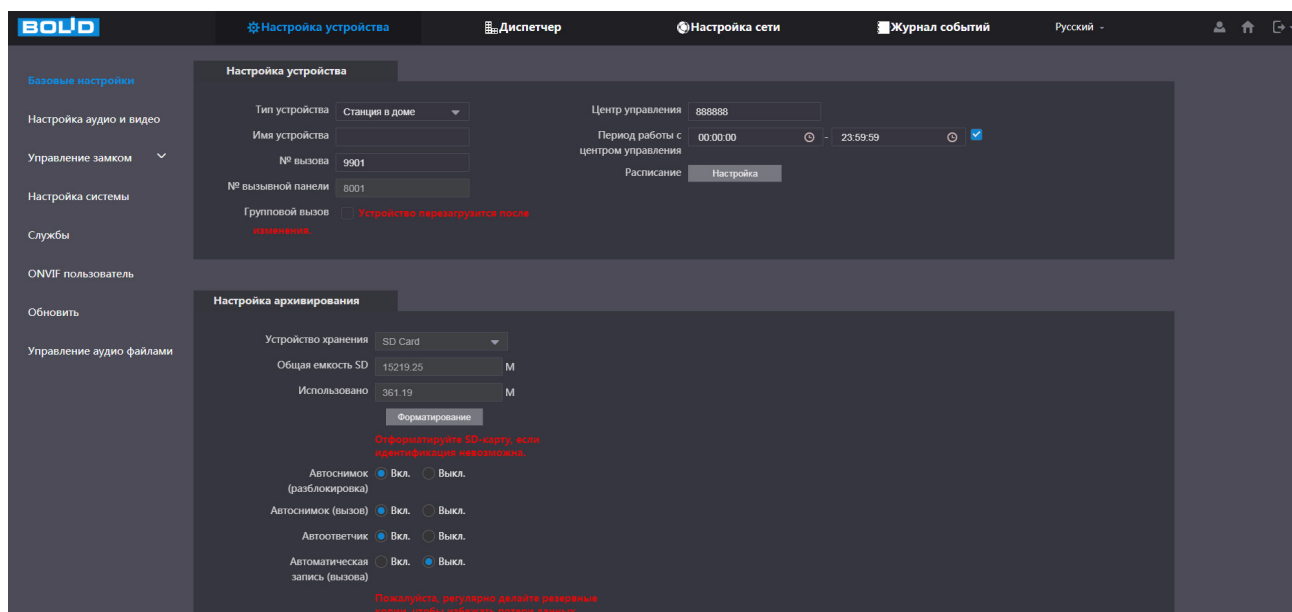 BOLID
Настройка устройства
Диспетчер
Настройка сети
Журнал событий
Русский
Базовые настройки
Настройка аудио и видео
Управление замком
Настройка системы
Службы
ONVIF пользователь
Обновить
Управление аудио файлами
Настройка устройства
Тип устройства Станция в доме
Имя устройства
№ вызова 9901
№ вызывной панели 8001
Групповой вызов Устройство перезагрузится после
изменения.
Центр управления 888888
Период работы с 00:00:00 - 23:59:59
центром управления
Расписание Настройка
Настройка архивирования
Устройство хранения SD Card
Общая емкость SD 15219.25 M
Использовано 361.19 M
Форматирование
Отформатируйте SD-карту, если
идентификация невозможна.
Автоснимок Вкл. Выкл.
(разблокировка)
Автоснимок (вызов) Вкл. Выкл.
Автоответчик Вкл. Выкл.
Автоматическая Вкл. Выкл.
запись (вызова)
Пожалуйста, регулярно делайте резервные